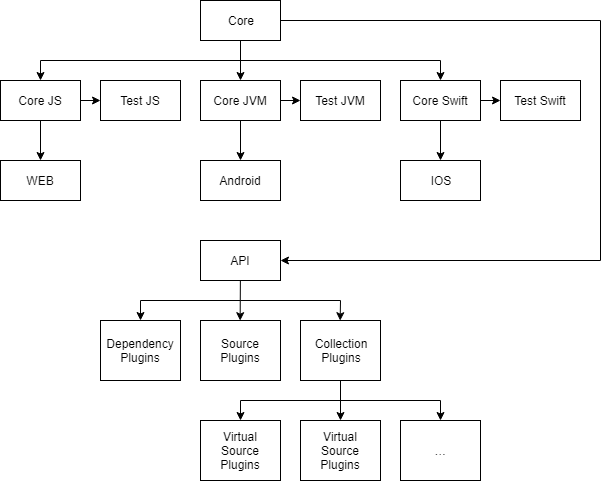 Core
Core JS
Test JS
Core JVM
Test JVM
Core Swift
Test Swift
WEB
Android
IOS
API
Dependency
Plugins
Source
Plugins
Collection
Plugins
Virtual
Source
Plugins
Virtual
Source
Plugins
...